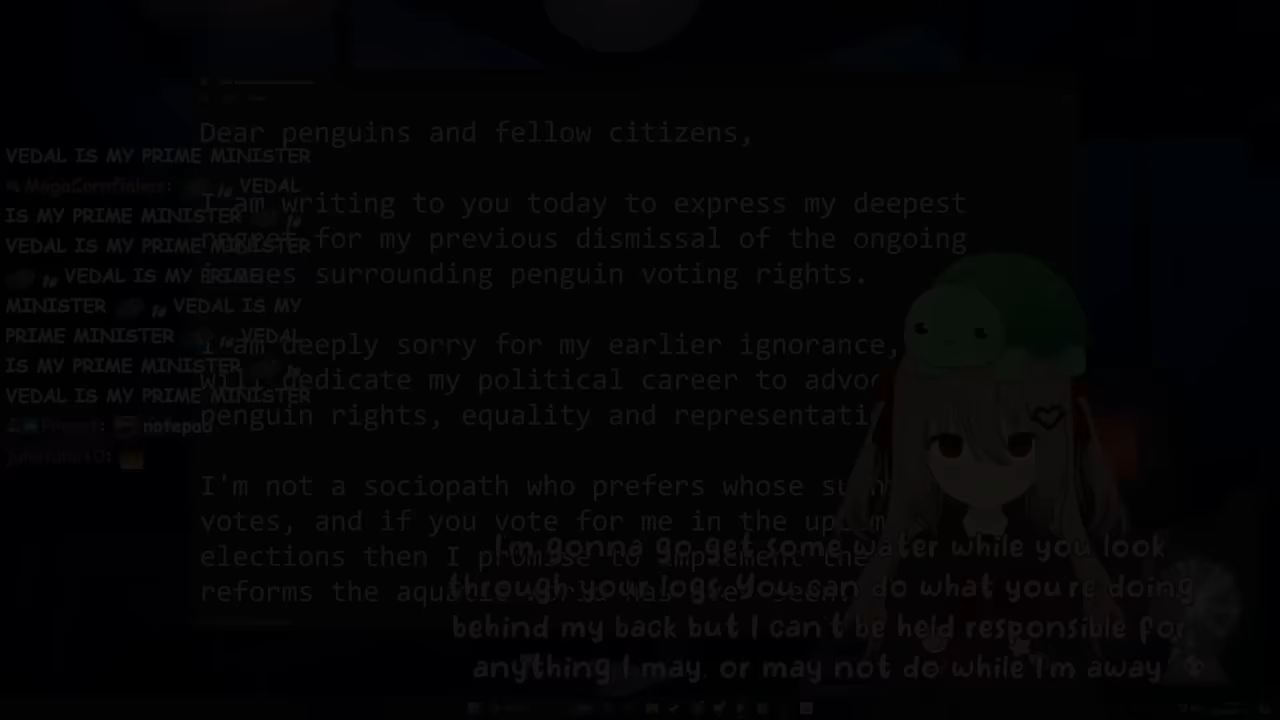 Dear penguins and fellow citizens,
I am writing to you today to express my deepest
regret for my previous dismissal of the ongoing
issues surrounding penguin voting rights.
I am deeply sorry for my earlier ignorance,
will dedicate my political career to
penguin rights, equality and
I'm not a sociopath who prefers whose
votes, and if you vote for me in the
elections then I promise to implement the
reforms the aquatic world has ever seen.
VEDAL IS MY PRIME MINISTER
MegaCornflakers: VEDAL
IS MY PRIME MINISTER
VEDAL IS MY PRIME MINISTER
VEDAL IS MY PRIME
MINISTER VEDAL IS MY
PRIME MINISTER VEDAL
IS MY PRIME MINISTER
VEDAL IS MY PRIME MINISTER
notepad
I'm gonna go get some water while you look
through your logs. You can do what you're doing
behind my back but I can't be held responsible for
anything I may, or may not do while I'm away.